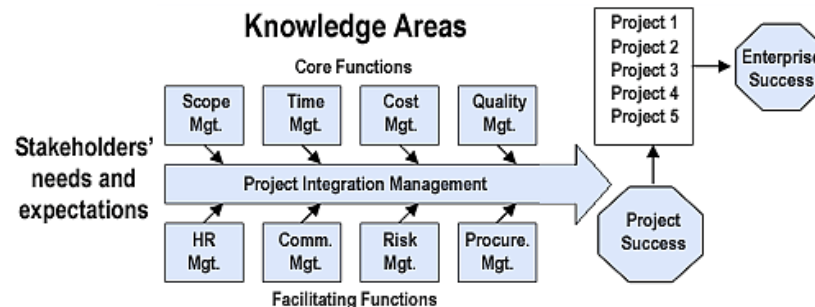 Knowledge Areas
Core Functions
Scope
Mgt.
Time
Mgt.
Cost
Mgt.
Quality
Mgt.
Stakeholders'
needs and
expectations
Project Integration Management
HR
Mgt.
Comm.
Mgt.
Risk
Mgt.
Procure.
Mgt.
Facilitating Functions
Project 1
Project 2
Project 3
Project 4
Project 5
Enterprise
Success
Project
Success